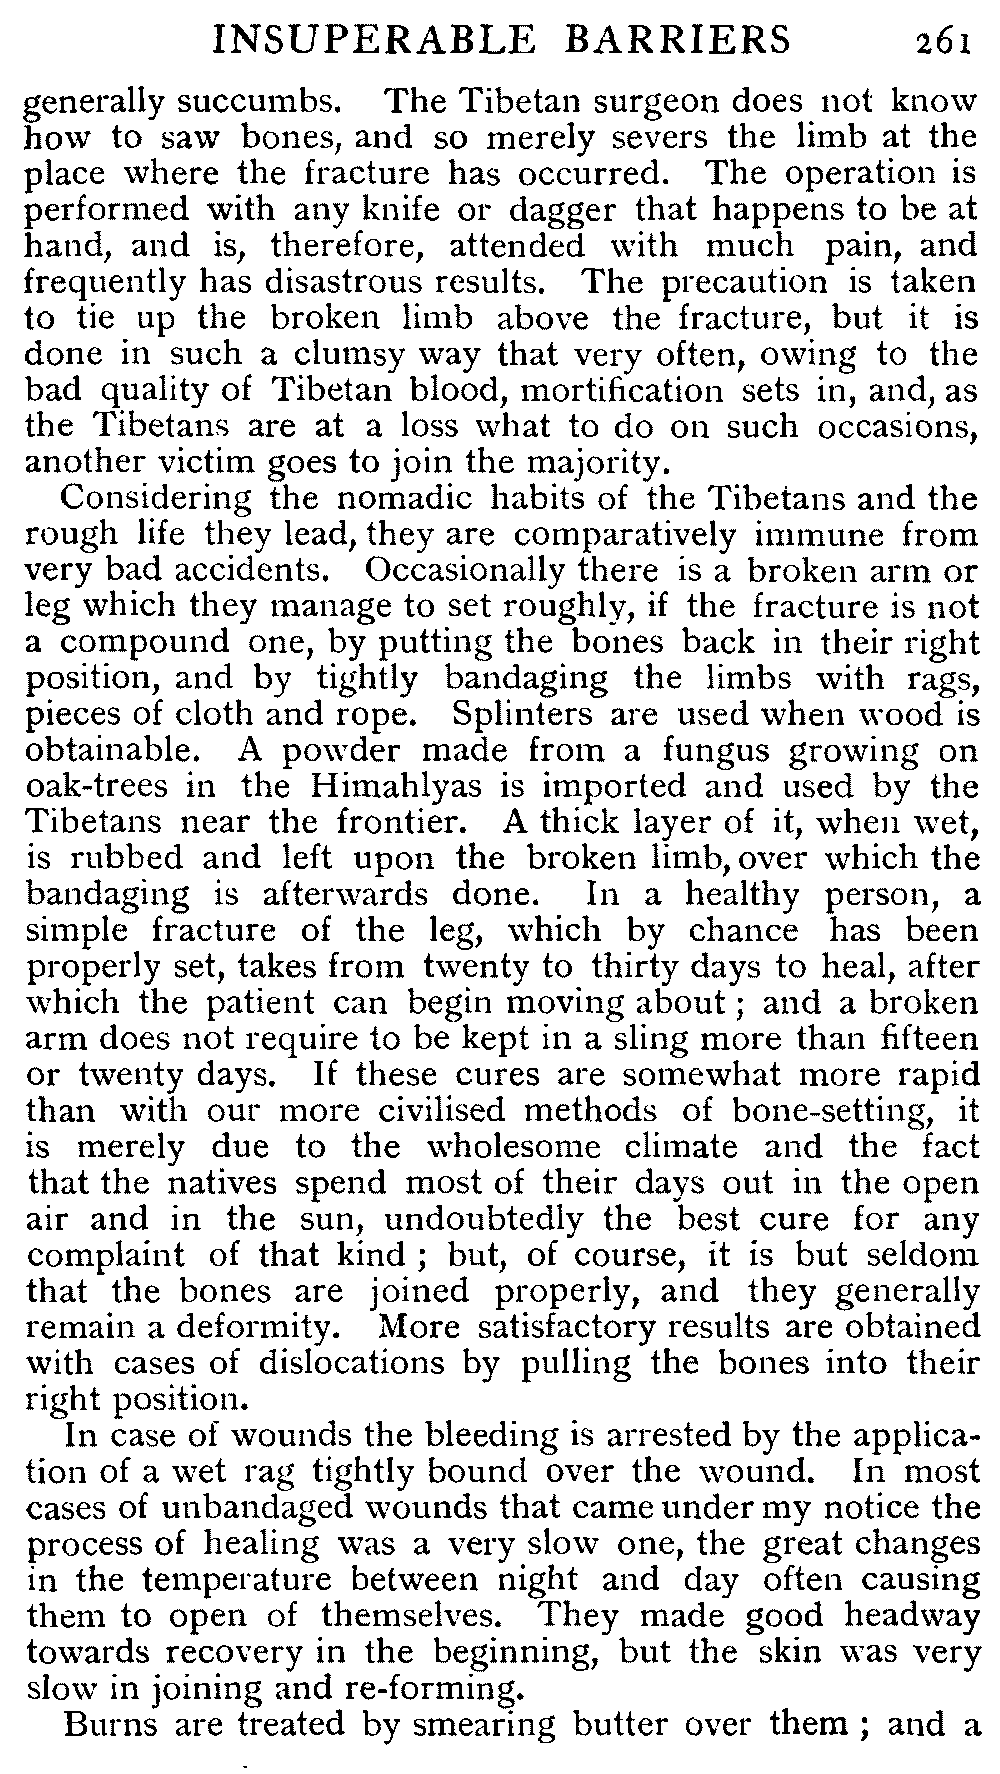 INSUPERABLE BARRIERS 261
generally succumbs. The Tibetan surgeon does not know
how to saw bones, and so merely severs the limb at the
place where the fracture has occurred. The operation is
performed with any knife or dagger that happens to be at
hand, and is, therefore, attended with much pain, and
frequently has disastrous results. The precaution is taken
to tie up the broken limb above the fracture, but it is
done in such a clumsy way that very often, owing to the
bad quality of Tibetan blood, mortification sets in, and, as
the Tibetans are at a loss what to do on such occasions,
another victim goes to join the majority.
Considering the nomadic habits of the Tibetans and the
rough life they lead, they are comparatively immune from
very bad accidents. Occasionally there is a broken arm or
leg which they manage to set roughly, if the fracture is not
a compound one, by putting the bones back in their right
position, and by tightly bandaging the limbs with rags,
pieces of cloth and rope. Splinters are used when wood is
obtainable. A powder made from a fungus growing on
oak-trees in the Himahlyas is imported and used by the
Tibetans near the frontier. A thick layer of it, when wet,
is rubbed and left upon the broken limb, over which the
bandaging is afterwards done. In a healthy person, a
simple fracture of the leg, which by chance has been
properly set, takes from twenty to thirty days to heal, after
which the patient can begin moving about ; and a broken
arm does not require to be kept in a sling more than fifteen
or twenty days. If these cures are somewhat more rapid
than with our more civilised methods of bone-setting, it
is merely due to the wholesome climate and the fact
that the natives spend most of their days out in the open
air and in the sun, undoubtedly the best cure for any
complaint of that kind ; but, of course, it is but seldom
that the bones are joined properly, and they generally
remain a deformity. More satisfactory results are obtained
with cases of dislocations by pulling the bones into their
right position.
In case of wounds the bleeding is arrested by the applica-
tion of a wet rag tightly bound over the wound. In most
cases of unbandaged wounds that came under my notice the
process of healing was a very slow one, the great changes
in the temperature between night and day often causing
them to open of themselves. They made good headway
towards recovery in the beginning, but the skin was very
slow in joining and re-forming.
Burns are treated by smearing butter over them ; and a